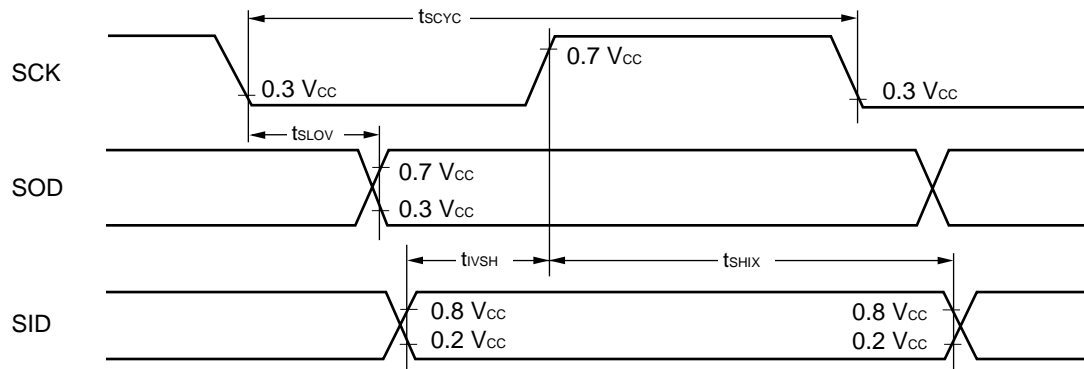 tSCYC
SCK
0.3 VCC
0.7 VCC
0.3 VCC
tSLOV
SOD
0.7 VCC
0.3 VCC
tIVSH
tSHIX
SID
0.8 VCC
0.8 VCC
0.2 VCC
0.2 VCC